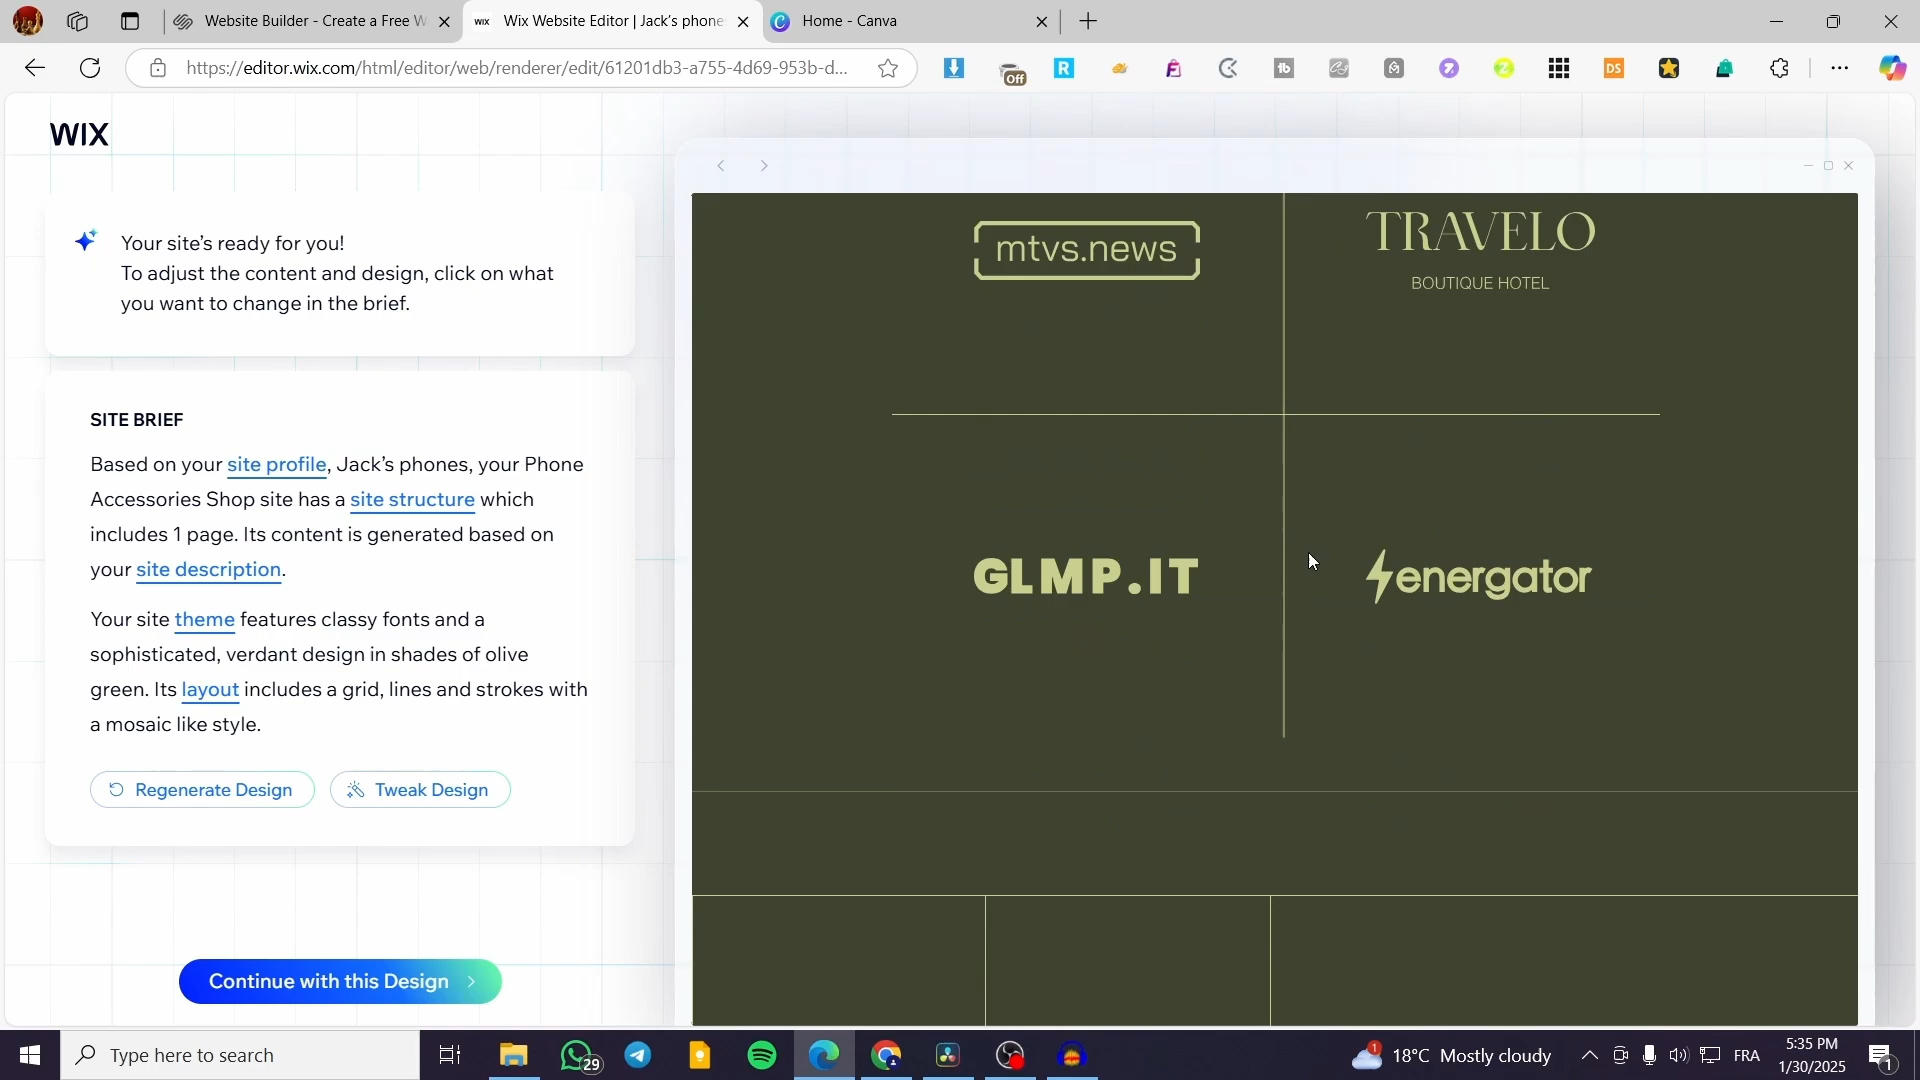 Website Builder - Create a Free W
WIX
Wix Website Editor | Jack's phone
Home - Canva
https://editor.wix.com/html/editor/web/renderer/edit/61201db3-a755-4d69-953b-d...
Off
R
tb
DS
WIX
Your site's ready for you!
To adjust the content and design, click on what
you want to change in the brief.
SITE BRIEF
Based on your site profile, Jack's phones, your Phone
Accessories Shop site has a site structure which
includes 1 page. Its content is generated based on
your site description.
Your site theme features classy fonts and a
sophisticated, verdant design in shades of olive
green. Its layout includes a grid, lines and strokes with
a mosaic like style.
Regenerate Design
Tweak Design
Continue with this Design
mtvs.news
TRAVELO
BOUTIQUE HOTEL
GLMP.IT
energator
Type here to search
29
1
18°C Mostly cloudy
FRA
5:35 PM
1/30/2025
1